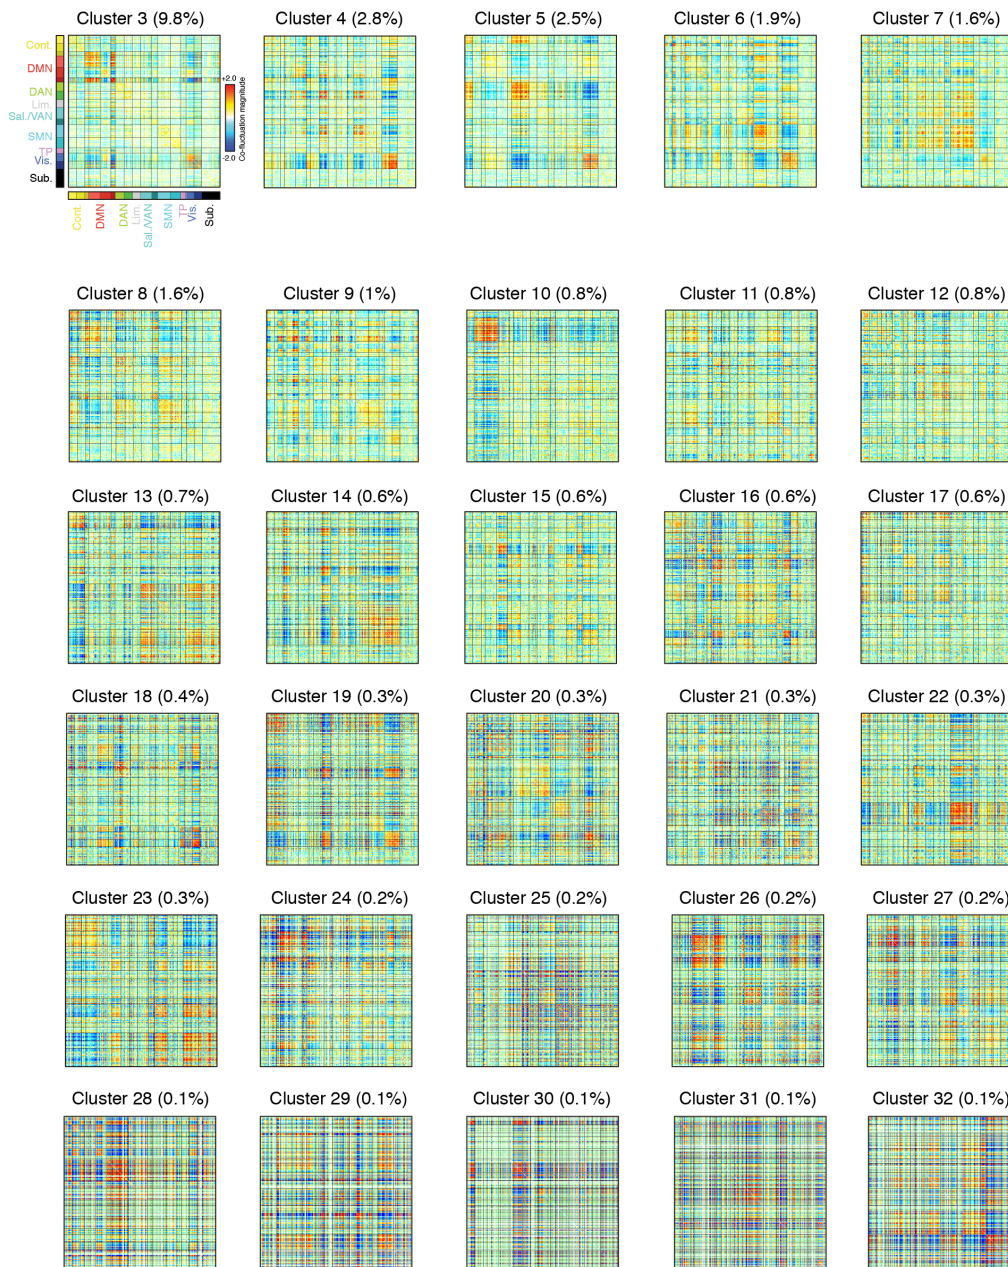 Cluster 3 (9.8%)
Cluster 4 (2.8%)
Cluster 5 (2.5%)
Cluster 6 (1.9%)
Cluster 7 (1.6%)
Cont.
DMN
DAN
Lim.
Sal./VAN
SMN
TP
Vis.
Sub.
+2.0
-2.0
Co-fluctuation magnitude
Cont.
DMN
DAN
Lim.
Sal./VAN
SMN
TP
Vis.
Sub.
Cluster 8 (1.6%)
Cluster 9 (1%)
Cluster 10 (0.8%)
Cluster 11 (0.8%)
Cluster 12 (0.8%)
Cluster 13 (0.7%)
Cluster 14 (0.6%)
Cluster 15 (0.6%)
Cluster 16 (0.6%)
Cluster 17 (0.6%)
Cluster 18 (0.4%)
Cluster 19 (0.3%)
Cluster 20 (0.3%)
Cluster 21 (0.3%)
Cluster 22 (0.3%)
Cluster 23 (0.3%)
Cluster 24 (0.2%)
Cluster 25 (0.2%)
Cluster 26 (0.2%)
Cluster 27 (0.2%)
Cluster 28 (0.1%)
Cluster 29 (0.1%)
Cluster 30 (0.1%)
Cluster 31 (0.1%)
Cluster 32 (0.1%)